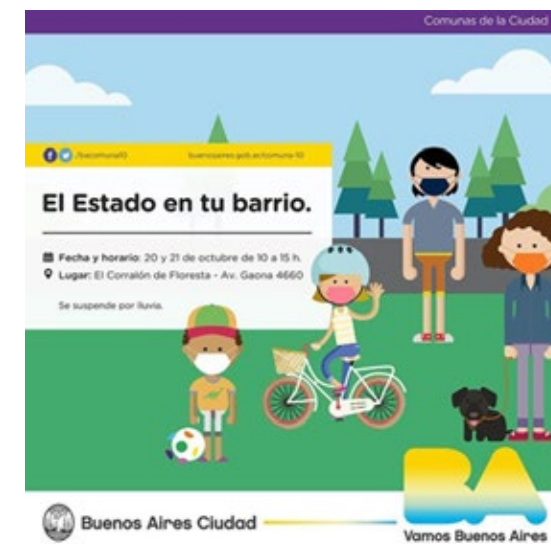 Comunas de la Ciudad
/bacomuna10
buenosaires.gob.ar/comuna-10
El Estado en tu barrio.
Fecha y horario: 20 y 21 de octubre de 10 a 15 h.
Lugar: El Corralón de Floresta - Av. Gaona 4660
Se suspende por lluvia.
Buenos Aires Ciudad
BA
Vamos Buenos Aires